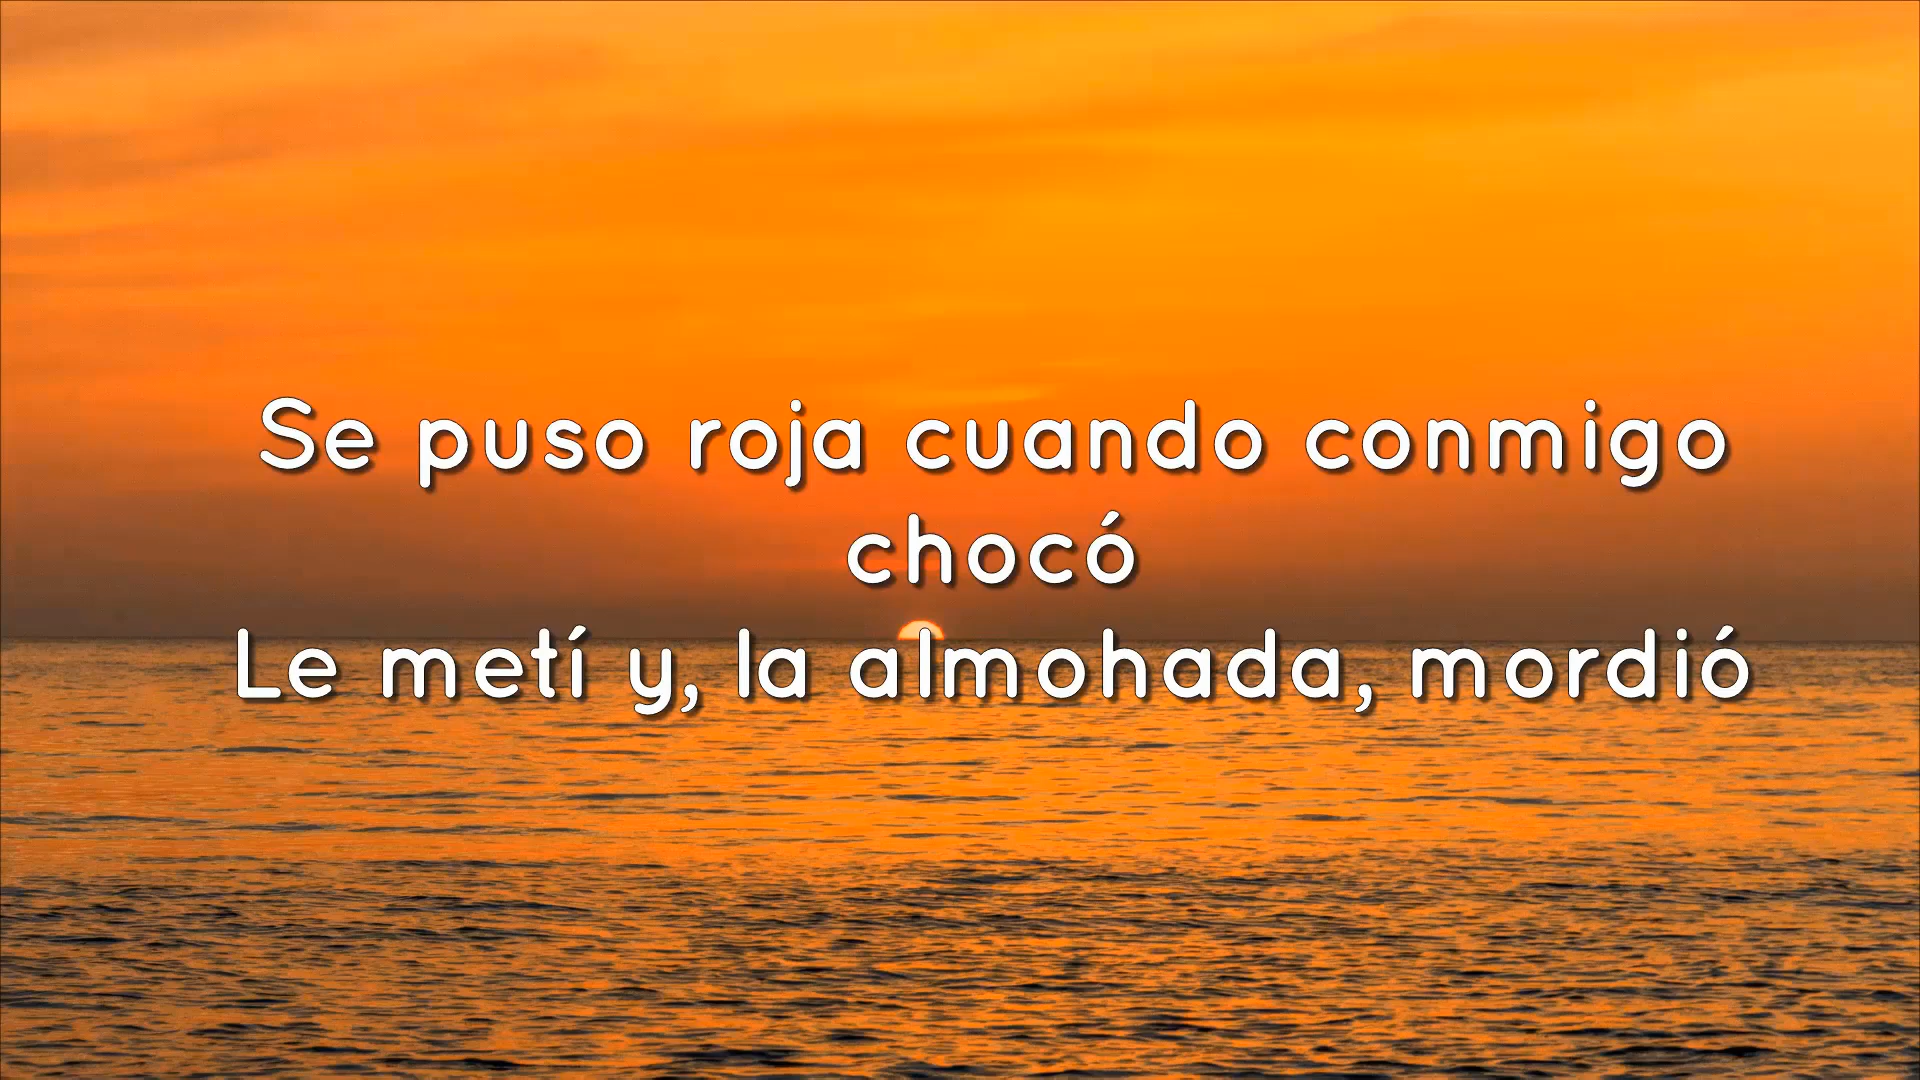 Se puso roja cuando conmigo
chocó
Le metí y, la almohada, mordió